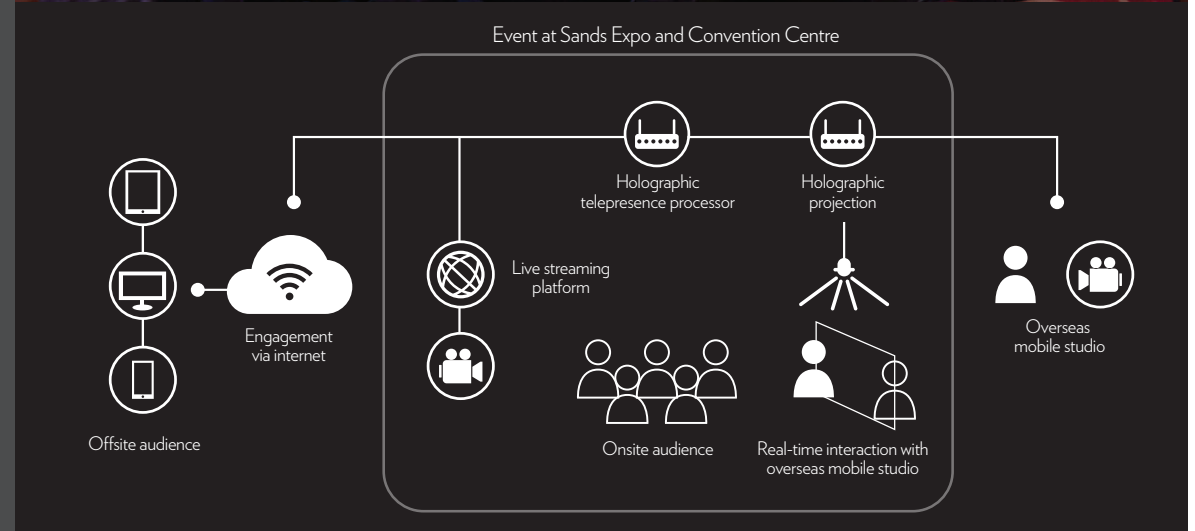 Event at Sands Expo and Convention Centre
Holographic
telepresence processor
Holographic
projection
Live streaming
platform
Engagement
via internet
Overseas
mobile studio
Offsite audience
Onsite audience
Real-time interaction with
overseas mobile studio